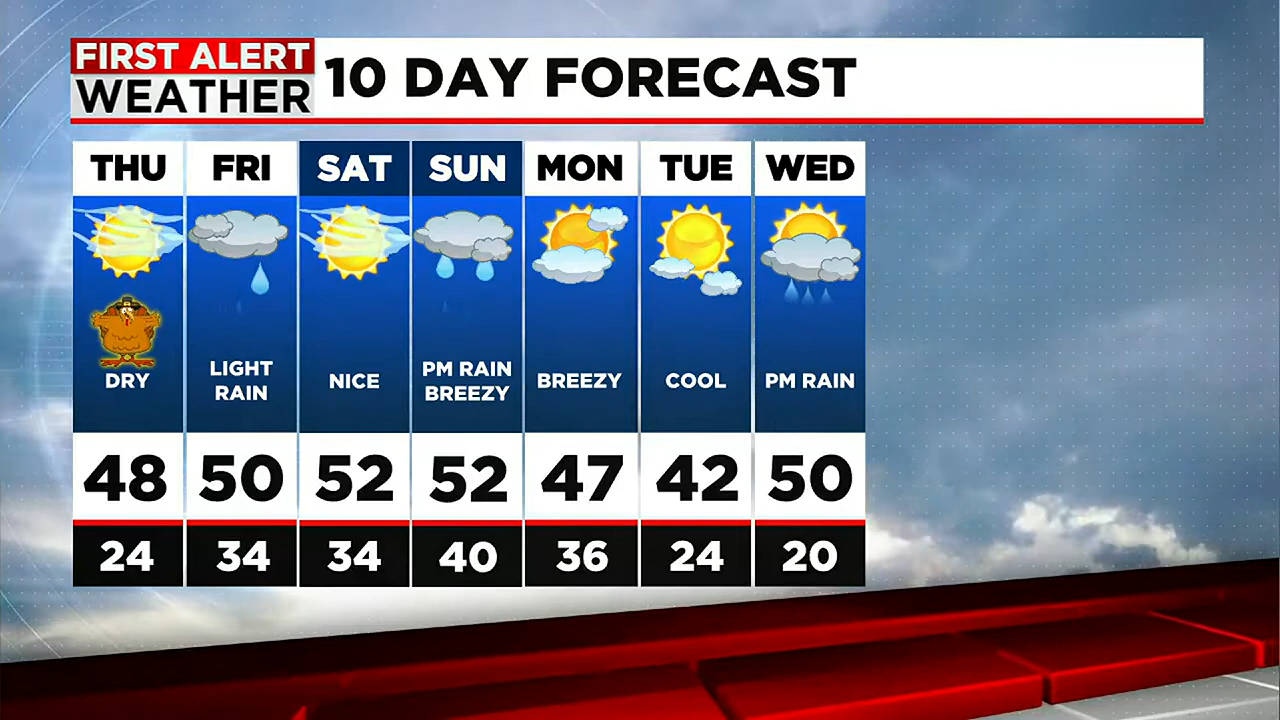 FIRST ALERT
WEATHER
10 DAY FORECAST
THU FRI SAT SUN MON TUE WED
DRY
LIGHT
RAIN
NICE
PM RAIN
BREEZY
BREEZY
COOL
PM RAIN
48 50 52 52 47 42 50
24 34 34 40 36 24 20